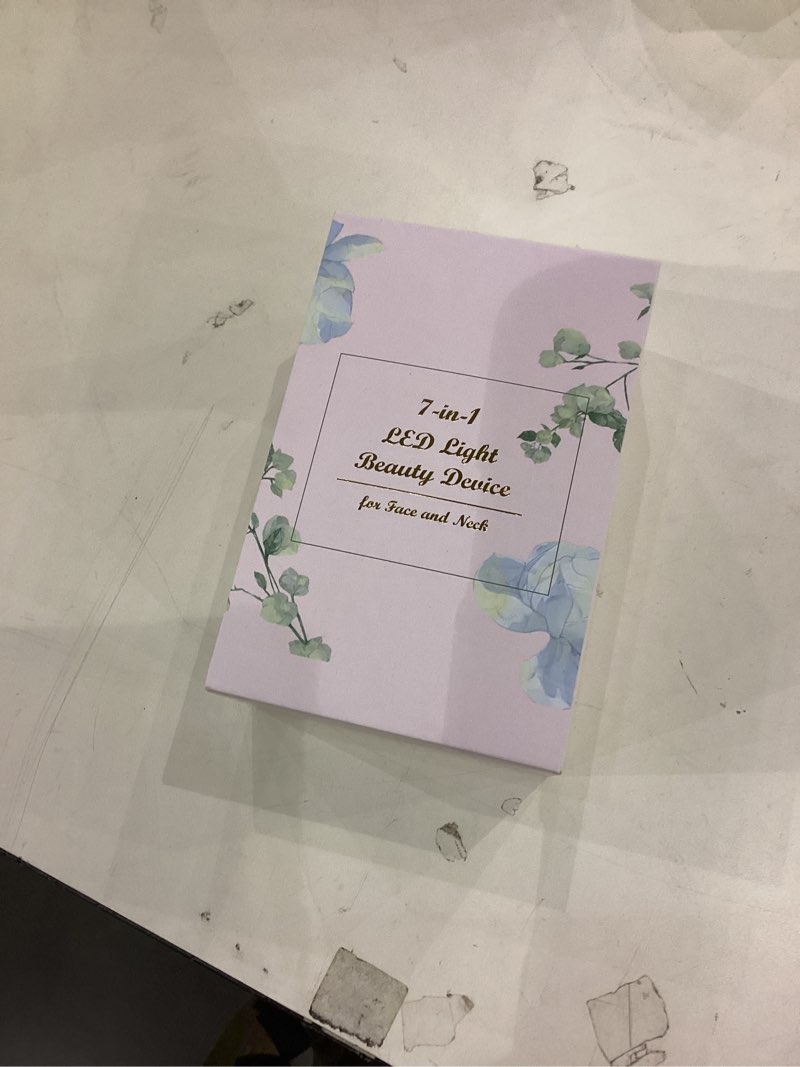 7-in-1
LED Light
Beauty Device
for Face and Neck